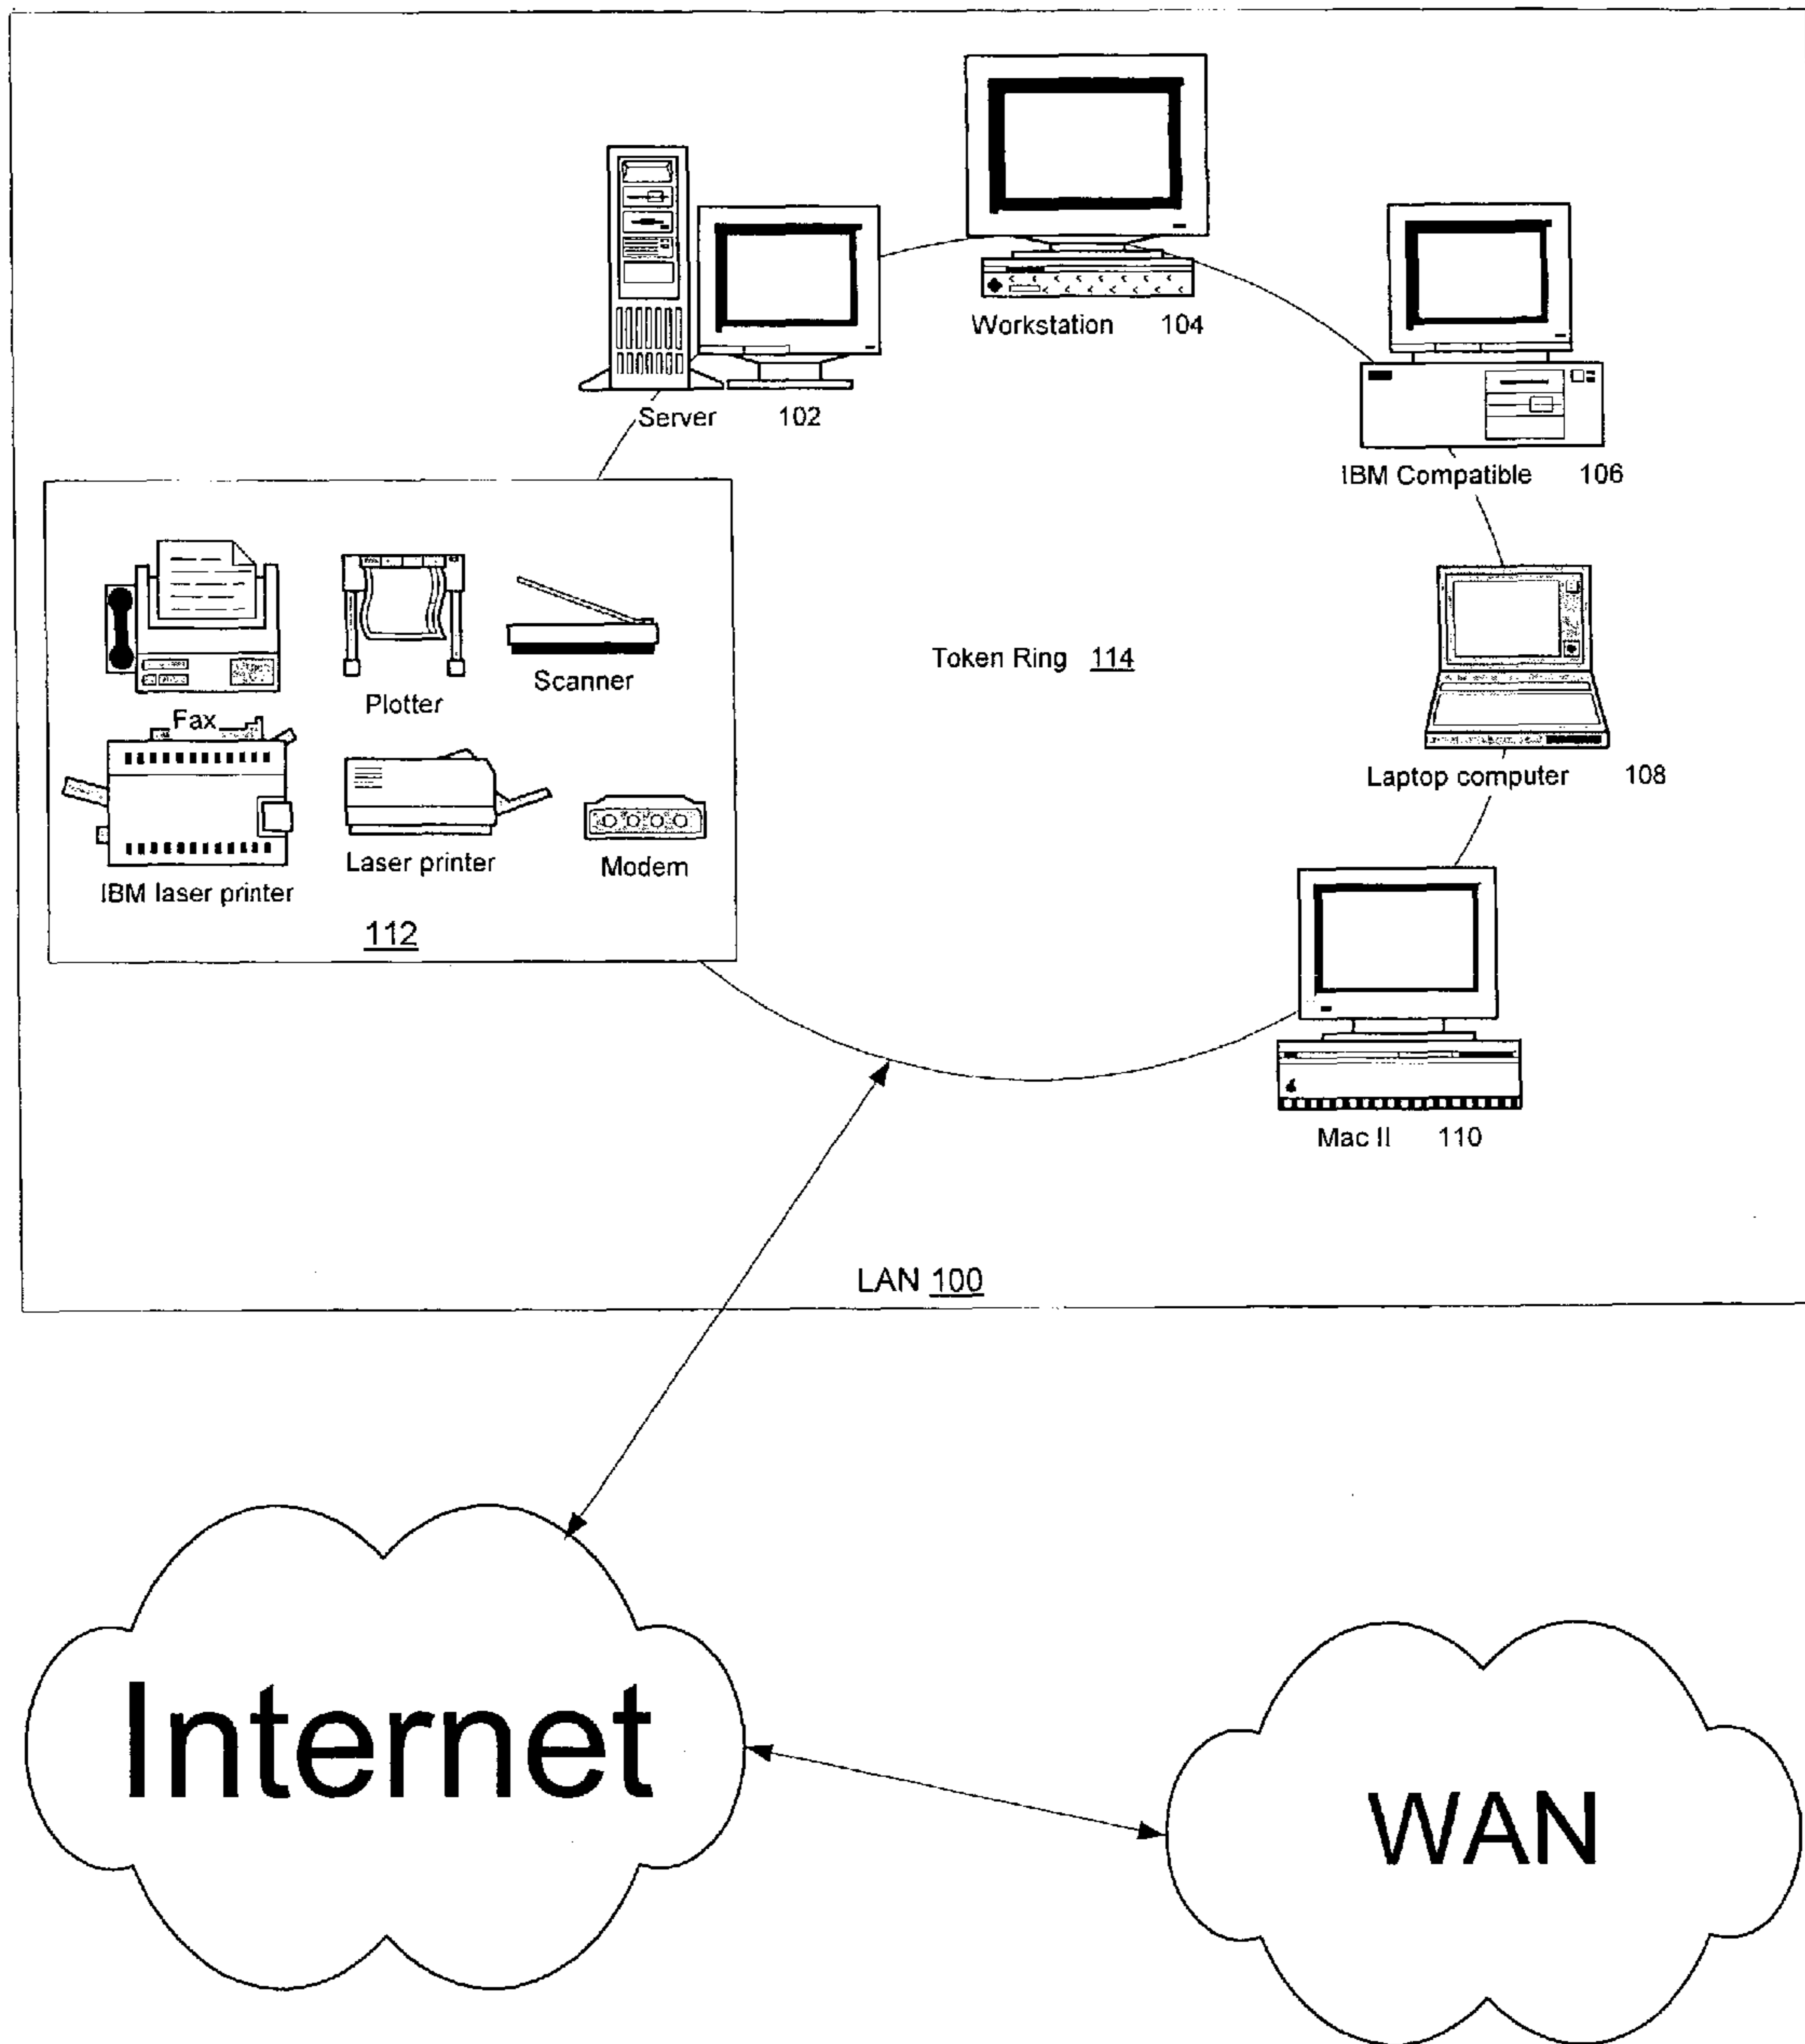 Workstation 104
Server 102
IBM Compatible 106
Fax
Plotter
Scanner
Token Ring 114
IBM laser printer
Laser printer
Modem
112
Laptop computer 108
Mac II 110
LAN 100
Internet
WAN